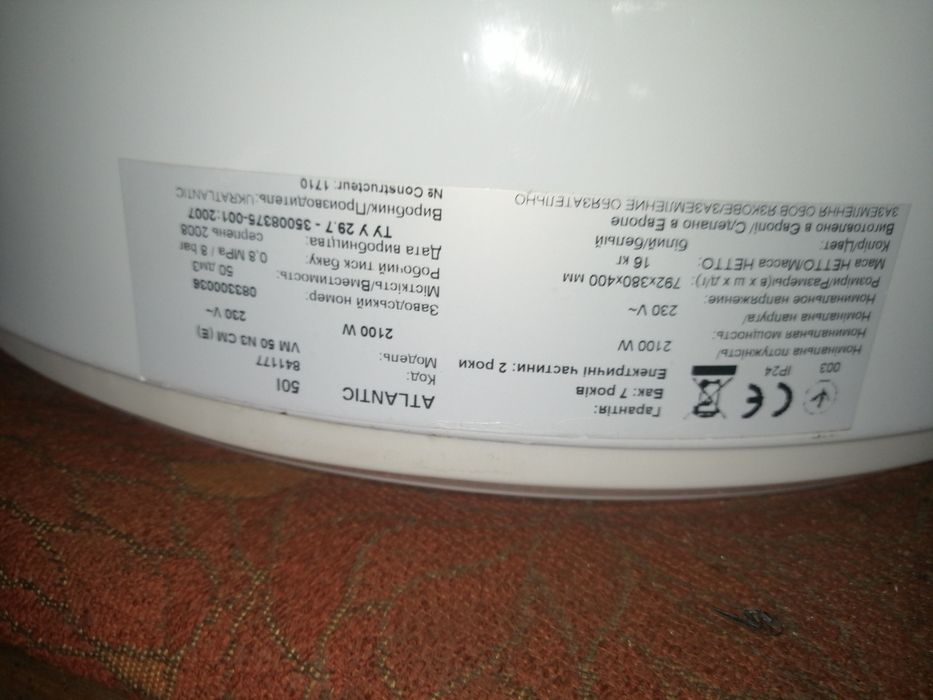 ATLANTIC 50l
Код: 841177
Модель: VM 50 N3 CM (E)
2100 W 230 V ~
Заводський номер: 083300036
Місткість/Вместимость: 50 дм3
Робочий тиск баку: 0.8 MPa / 8 bar
Дата виробництва: серпень 2008
ТУ У 29.7 - 35008375-001:2007
Виробник/Производитель: UKRATLANTIC
№ Constructeur: 1710
Гарантія:
Бак: 7 років
Електричні частини: 2 роки
CE
003 IP24
Номінальна потужність/
Номинальная мощность: 2100 W
Номінальна напруга/
Номинальное напряжение: 230 V ~
Розміри/Размеры(в х ш х д/г): 792х380х400 мм
Маса НЕТТО/Масса НЕТТО: 16 кг
Колір/Цвет: білий/белый
Виготовлено в Європі/ Сделано в Европе
ЗАЗЕМЛЕННЯ ОБОВ'ЯЗКОВЕ/ЗАЗЕМЛЕНИЕ ОБЯЗАТЕЛЬНО